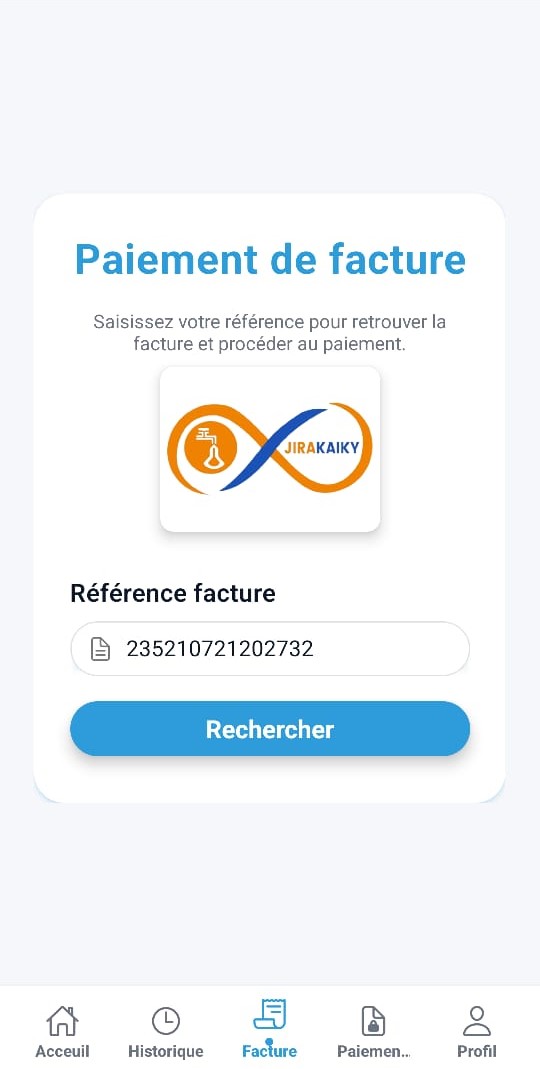 Paiement de facture
Saisissez votre référence pour retrouver la
facture et procéder au paiement.
JIRAKAIKY
Référence facture
235210721202732
Rechercher
Acceuil
Historique
Facture
Paiemen...
Profil